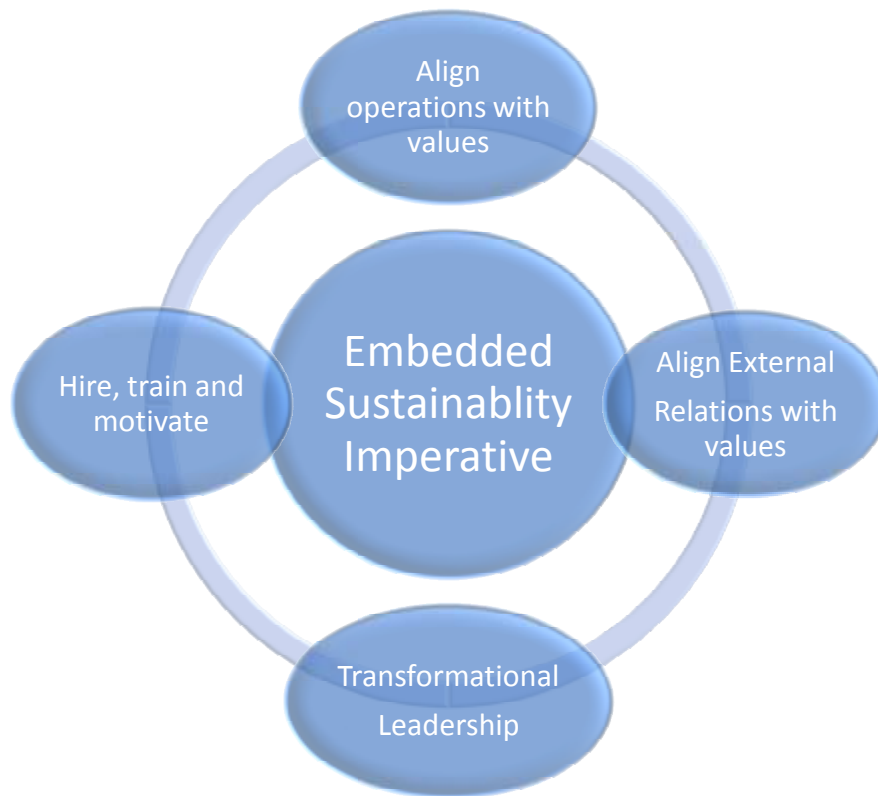 Align
operations with
values
Embedded
Sustainablity
Imperative
Align External
Relations with
values
Transformational
Leadership
Hire, train and
motivate